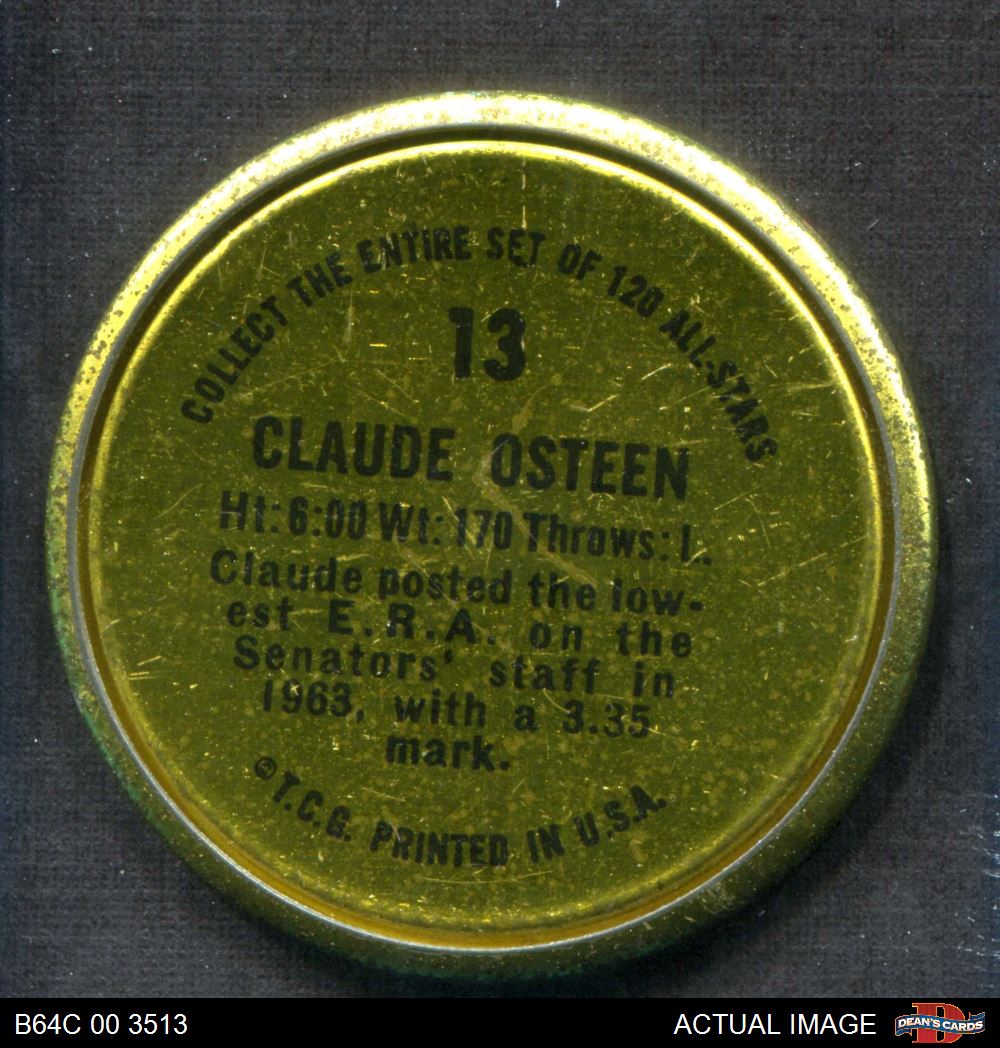 COLLECT THE ENTIRE SET OF 120 ALL-STARS
13
CLAUDE OSTEEN
Ht: 6:00 Wt: 170 Throws: L.
Claude posted the low-
est E.R.A. on the
Senators' staff in
1963, with a 3.35
mark.
© T.C.G. PRINTED IN U.S.A.
B64C 00 3513
ACTUAL IMAGE
D
DEAN'S CARDS